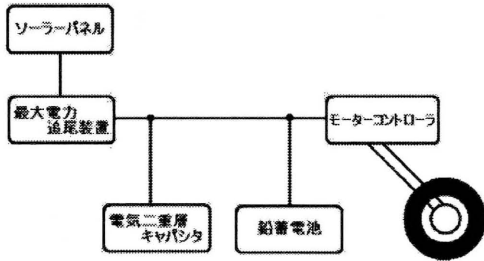 ソーラーパネル
最大電力
追尾装置
モーターコントローラ
電気二重層
キャパシタ
鉛蓄電池